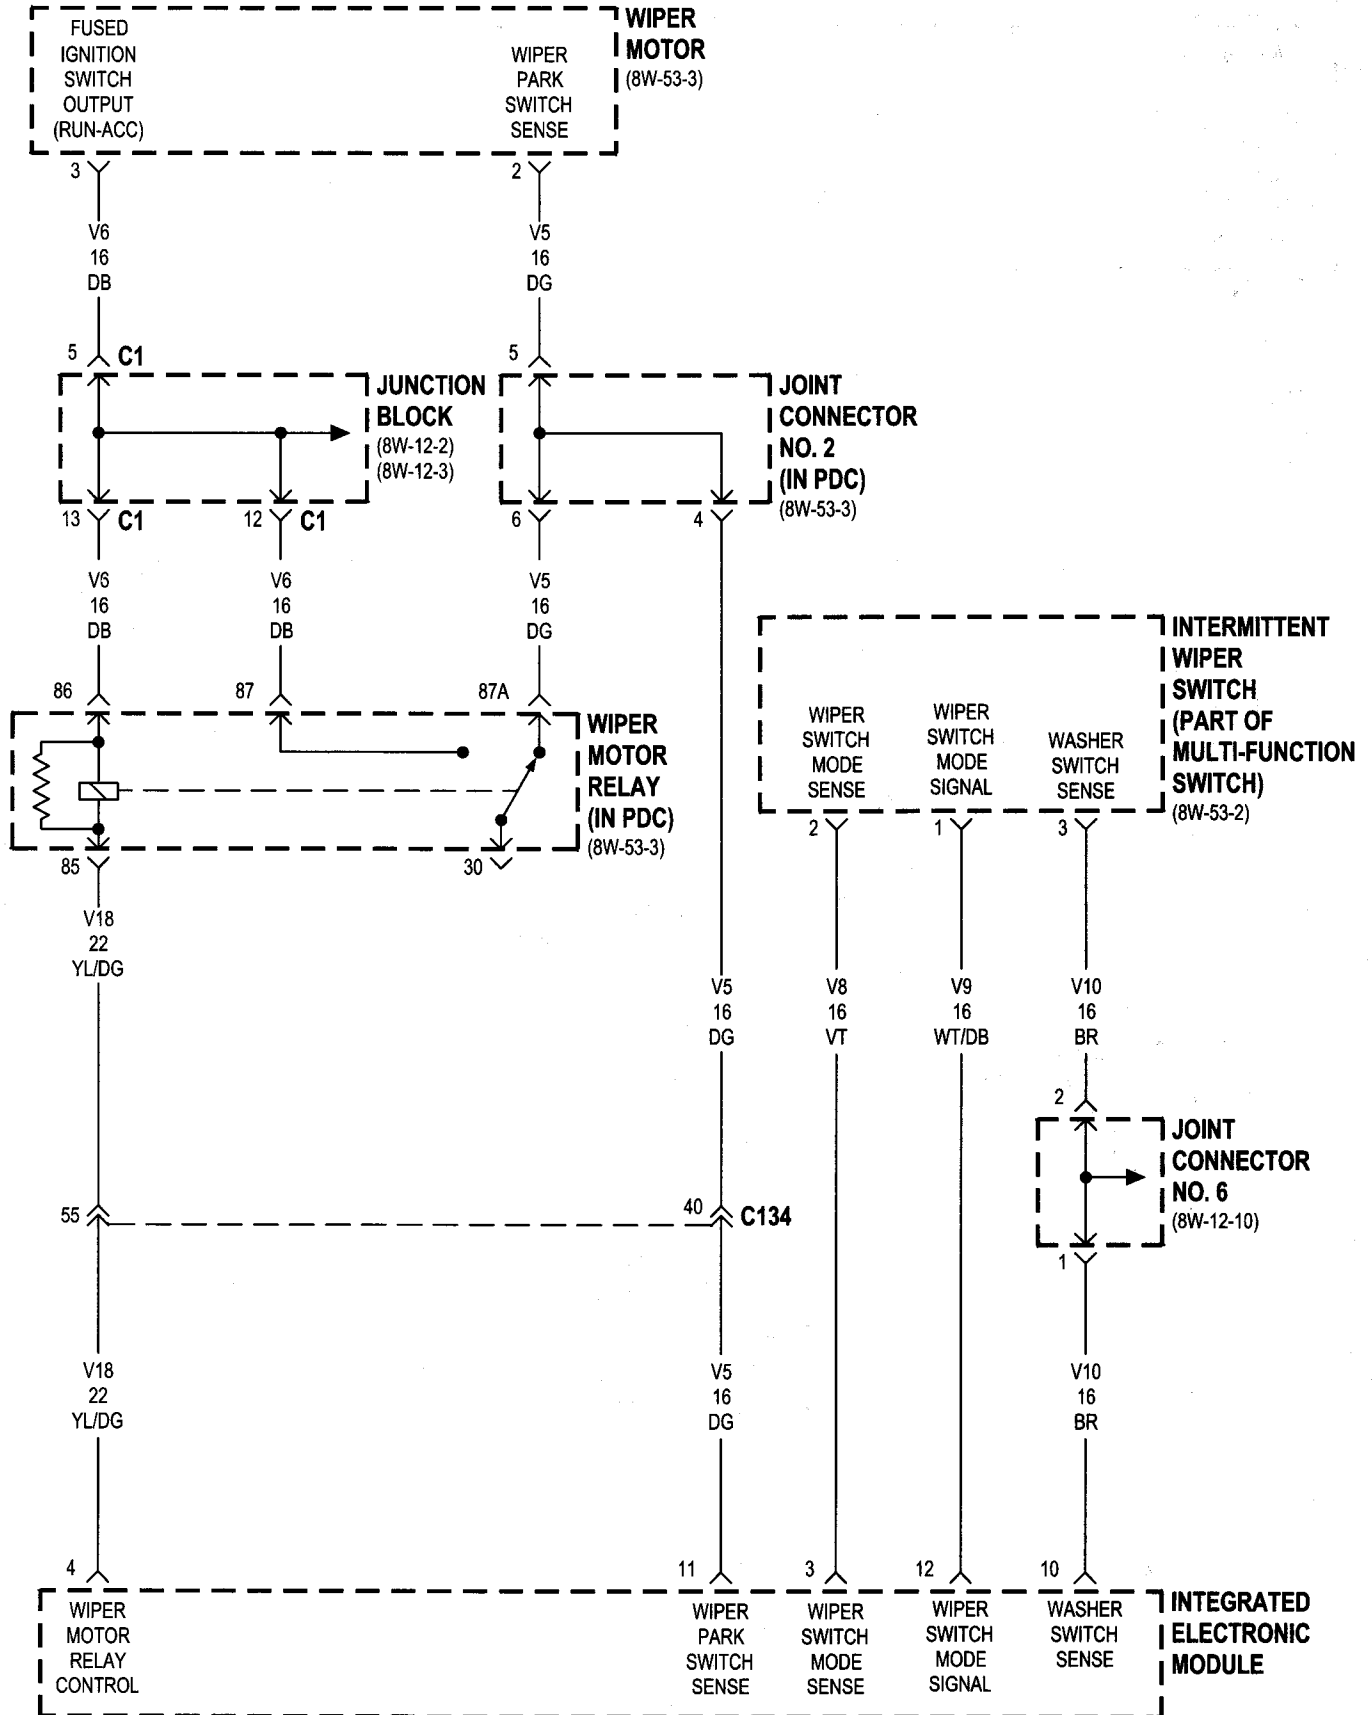 FUSED
IGNITION
SWITCH
OUTPUT
(RUN-ACC)
WIPER
PARK
SWITCH
SENSE
WIPER
MOTOR
(8W-53-3)
3
2
V6
16
DB
V5
16
DG
5
C1
5
JUNCTION
BLOCK
(8W-12-2)
(8W-12-3)
JOINT
CONNECTOR
NO. 2
(IN PDC)
(8W-53-3)
13
C1
12
C1
6
4
V6
16
DB
V6
16
DB
V5
16
DG
86
87
87A
WIPER
MOTOR
RELAY
(IN PDC)
(8W-53-3)
85
30
INTERMITTENT
WIPER
SWITCH
(PART OF
MULTI-FUNCTION
SWITCH)
(8W-53-2)
WIPER
SWITCH
MODE
SENSE
WIPER
SWITCH
MODE
SIGNAL
WASHER
SWITCH
SENSE
2
1
3
V18
22
YL/DG
V5
16
DG
V8
16
VT
V9
16
WT/DB
V10
16
BR
2
JOINT
CONNECTOR
NO. 6
(8W-12-10)
1
55
40
C134
V18
22
YL/DG
V5
16
DG
V10
16
BR
4
11
3
12
10
WIPER
MOTOR
RELAY
CONTROL
WIPER
PARK
SWITCH
SENSE
WIPER
SWITCH
MODE
SENSE
WIPER
SWITCH
MODE
SIGNAL
WASHER
SWITCH
SENSE
INTEGRATED
ELECTRONIC
MODULE